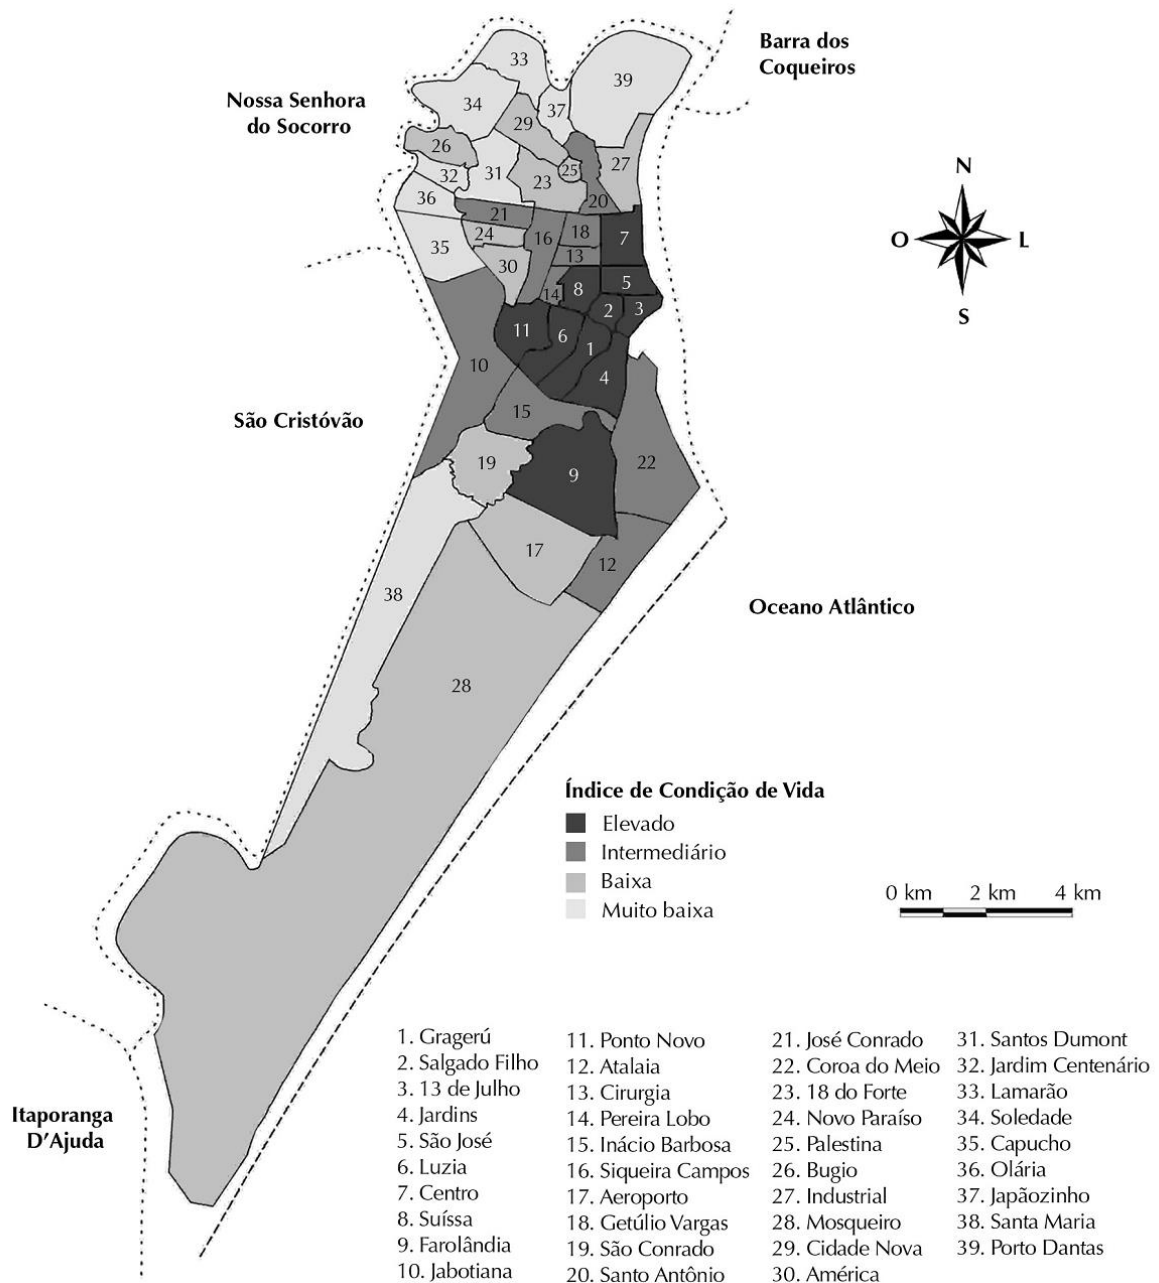 Barra dos
Coqueiros
Nossa Senhora
do Socorro
33
39
34
37
29
26
27
25
31
32
23
36
20
21
18
24
16
7
35
13
30
5
8
14
2
3
11
6
1
10
4
15
19
22
9
17
12
38
28
N
O
L
S
São Cristóvão
Oceano Atlântico
Índice de Condição de Vida
Elevado
Intermediário
Baixa
Muito baixa
0 km 2 km 4 km
Itaporanga
D'Ajuda
1. Gragerú
2. Salgado Filho
3. 13 de Julho
4. Jardins
5. São José
6. Luzia
7. Centro
8. Suíssa
9. Farolândia
10. Jabotiana
11. Ponto Novo
12. Atalaia
13. Cirurgia
14. Pereira Lobo
15. Inácio Barbosa
16. Siqueira Campos
17. Aeroporto
18. Getúlio Vargas
19. São Conrado
20. Santo Antônio
21. José Conrado
22. Coroa do Meio
23. 18 do Forte
24. Novo Paraíso
25. Palestina
26. Bugio
27. Industrial
28. Mosqueiro
29. Cidade Nova
30. América
31. Santos Dumont
32. Jardim Centenário
33. Lamarão
34. Soledade
35. Capucho
36. Olária
37. Japãozinho
38. Santa Maria
39. Porto Dantas